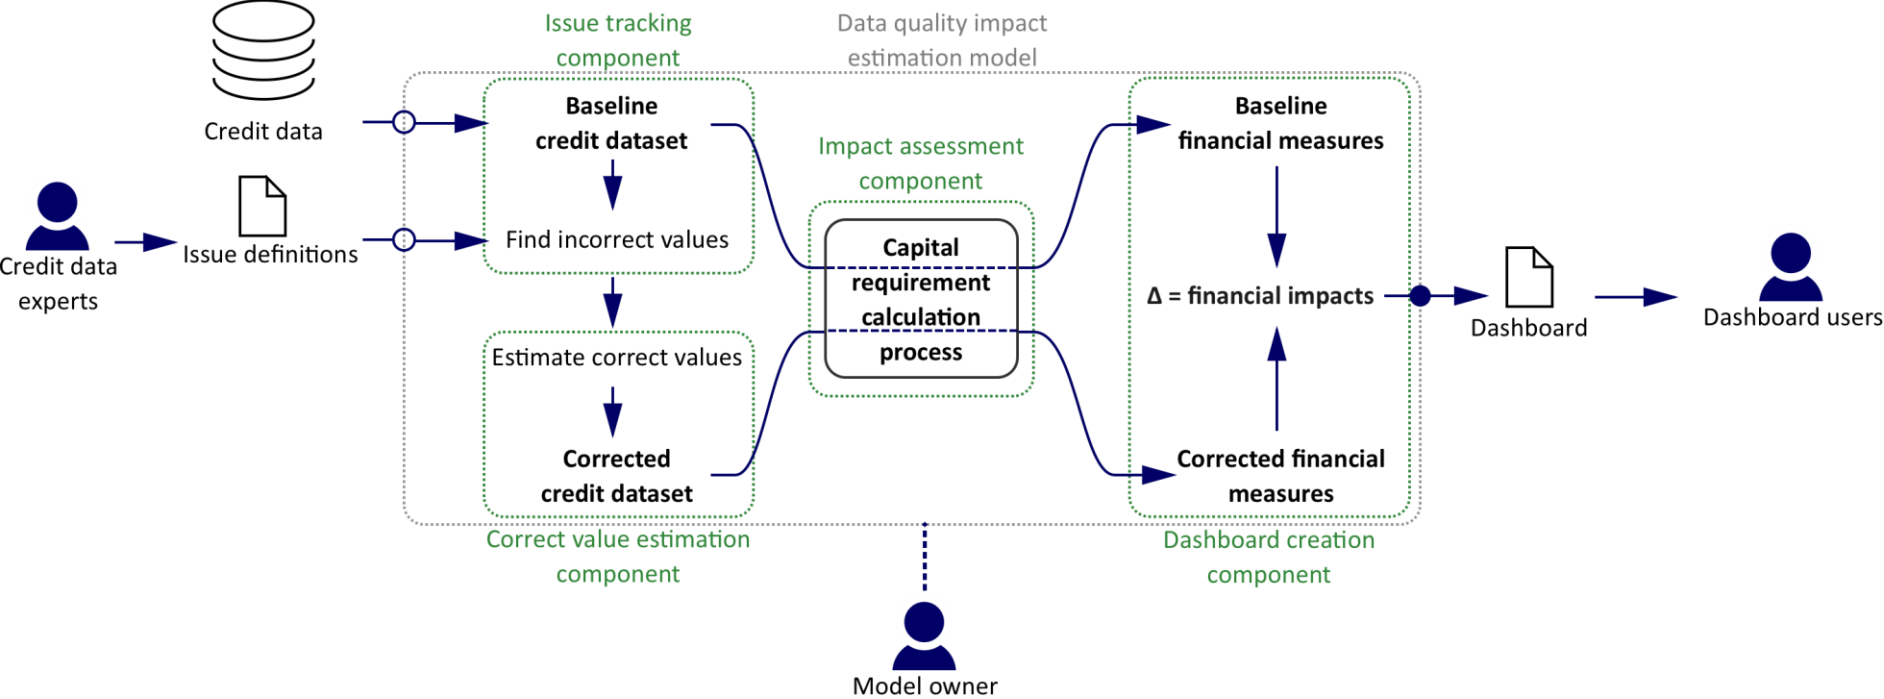 Issue tracking
component
Data quality impact
estimation model
Credit data
Baseline
credit dataset
Baseline
financial measures
Impact assessment
component
Credit data
experts
Issue definitions
Find incorrect values
Capital
requirement
calculation
process
Δ = financial impacts
Dashboard
Dashboard users
Estimate correct values
Corrected
credit dataset
Corrected financial
measures
Correct value estimation
component
Dashboard creation
component
Model owner